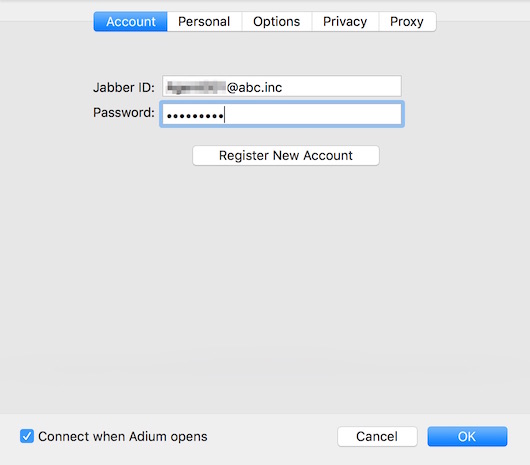 Account Personal Options Privacy Proxy
Jabber ID: @abc.inc
Password: •••••••••
Register New Account
Connect when Adium opens Cancel OK